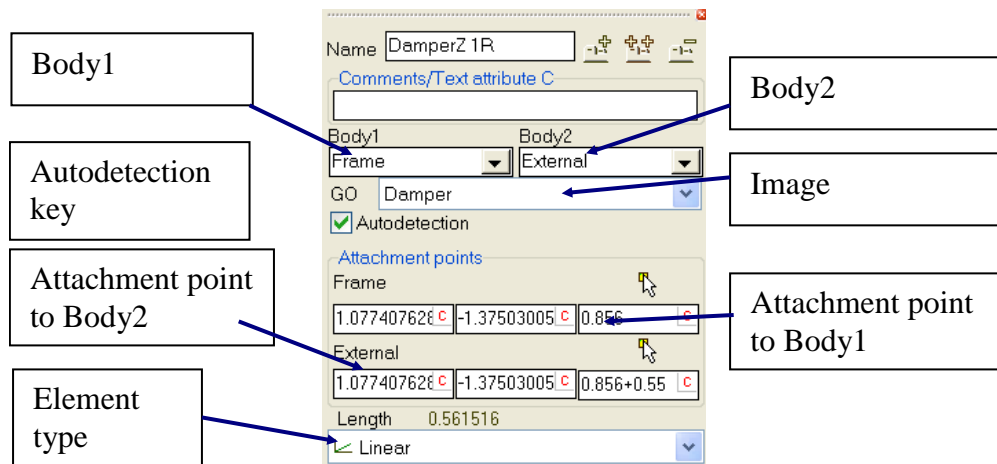 Name DamperZ 1R
Comments/Text attribute C
Body1 Body2
Frame External
GO Damper
Autodetection
Attachment points
Frame
1.077407628 C -1.37503005 C 0.856 C
External
1.077407628 C -1.37503005 C 0.856+0.55 C
Length 0.561516
Linear
Body1
Autodetection
key
Attachment point
to Body2
Element
type
Body2
Image
Attachment point
to Body1